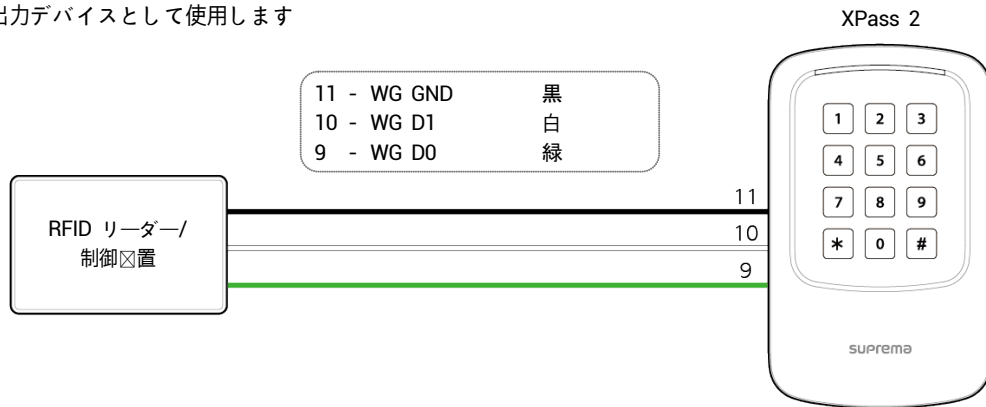 出力デバイスとして使用します
XPass 2
11 - WG GND 黒
10 - WG D1 白
9 - WG D0 緑
RFID リーダー/
制御☒置
11
10
9
1 2 3
4 5 6
7 8 9
* 0 #
suprema